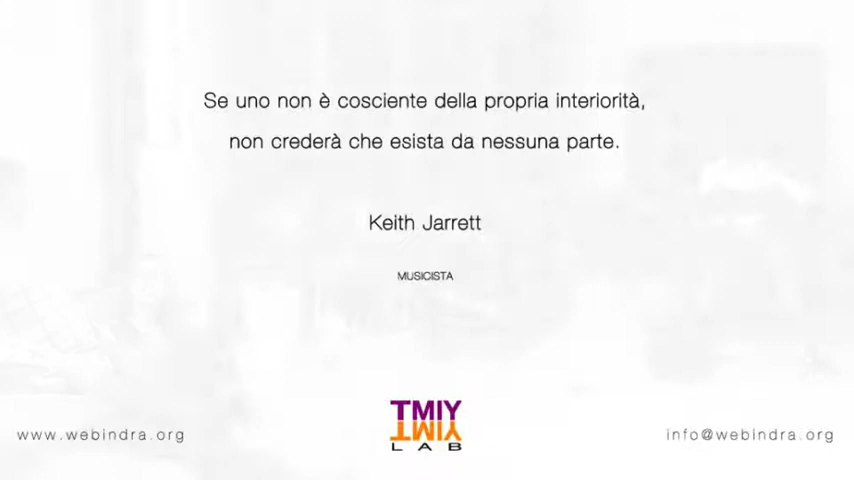 Se uno non è cosciente della propria interiorità,
non crederà che esista da nessuna parte.
Keith Jarrett
MUSICISTA
TMIY
TMIY
LAB
www.webindra.org
info@webindra.org